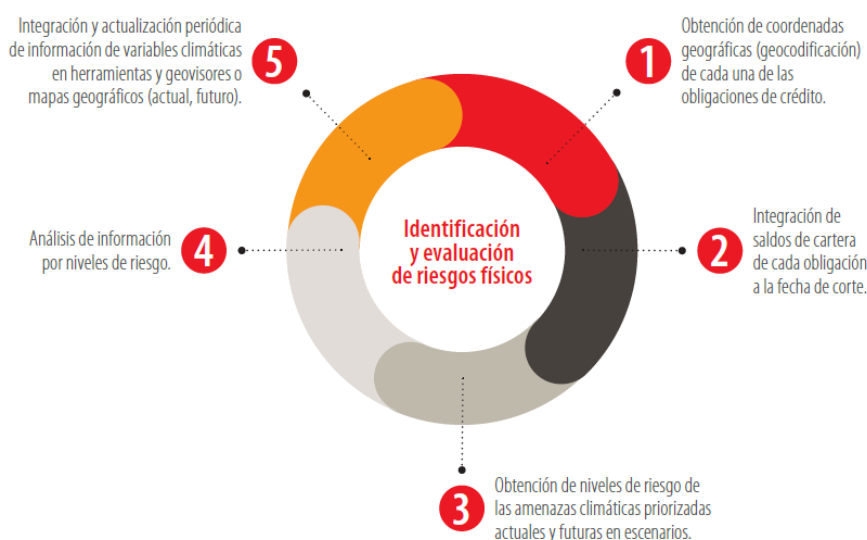 Identificación
y evaluación
de riesgos físicos
1
Obtención de coordenadas
geográficas (geocodificación)
de cada una de las
obligaciones de crédito.
2
Integración de
saldos de cartera
de cada obligación
a la fecha de corte.
3
Obtención de niveles de riesgo de
las amenazas climáticas priorizadas
actuales y futuras en escenarios.
4
Análisis de información
por niveles de riesgo.
5
Integración y actualización periódica
de información de variables climáticas
en herramientas y geovisores o
mapas geográficos (actual, futuro).